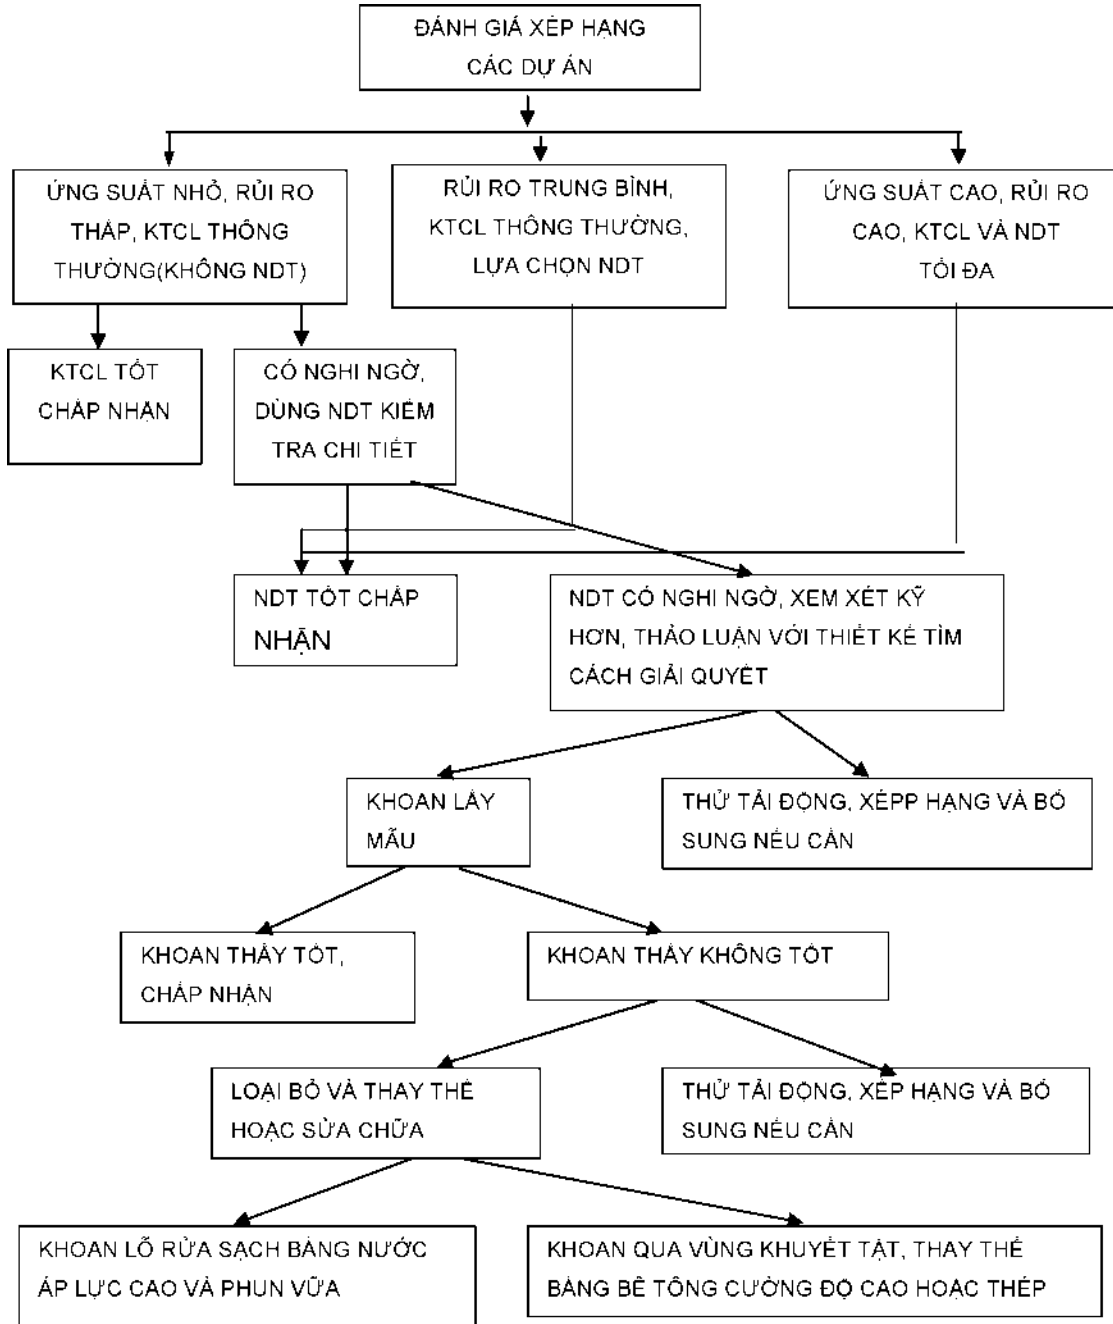 ĐÁNH GIÁ XẾP HẠNG
CÁC DỰ ÁN
ỨNG SUẤT NHỎ, RỦI RO
THẤP, KTCL THÔNG
THƯỜNG(KHÔNG NDT)
RỦI RO TRUNG BÌNH,
KTCL THÔNG THƯỜNG,
LỰA CHỌN NDT
ỨNG SUẤT CAO, RỦI RO
CAO, KTCL VÀ NDT
TỐI ĐA
KTCL TỐT
CHẤP NHẬN
CÓ NGHI NGỜ,
DÙNG NDT KIỂM
TRA CHI TIẾT
NDT TỐT CHẤP
NHẬN
NDT CÓ NGHI NGỜ, XEM XÉT KỸ
HƠN, THẢO LUẬN VỚI THIẾT KẾ TÌM
CÁCH GIẢI QUYẾT
KHOAN LẤY
MẪU
THỬ TẢI ĐỘNG, XẾPP HẠNG VÀ BỔ
SUNG NẾU CẦN
KHOAN THẤY TỐT,
CHẤP NHẬN
KHOAN THẤY KHÔNG TỐT
LOẠI BỎ VÀ THAY THẾ
HOẶC SỬA CHỮA
THỬ TẢI ĐỘNG, XẾP HẠNG VÀ BỔ
SUNG NẾU CẦN
KHOAN LỖ RỬA SẠCH BẰNG NƯỚC
ÁP LỰC CAO VÀ PHUN VỮA
KHOAN QUA VÙNG KHUYẾT TẬT, THAY THẾ
BẰNG BÊ TÔNG CƯỜNG ĐỘ CAO HOẶC THÉP